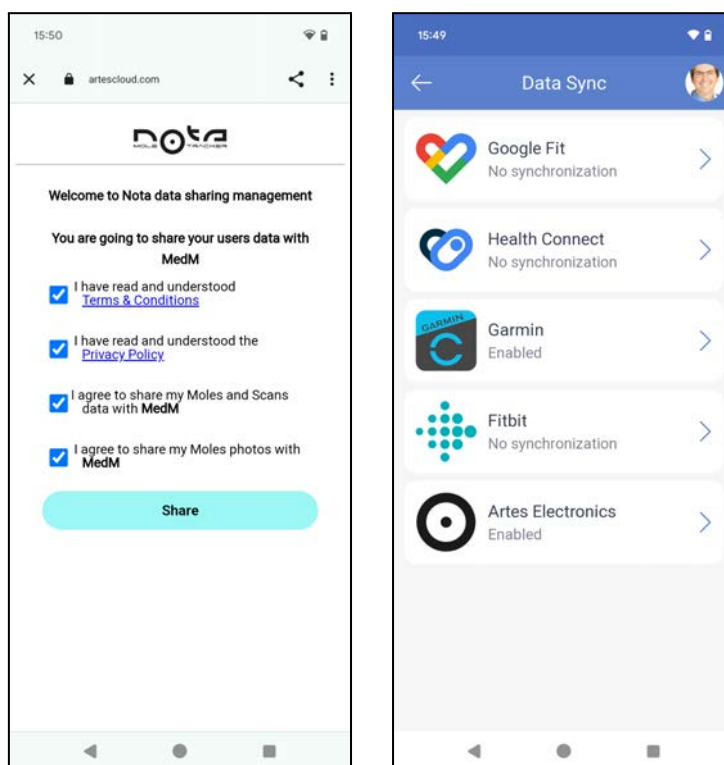 15:50
artescloud.com
nota
MOLE TRACKER
Welcome to Nota data sharing management
You are going to share your users data with
MedM
I have read and understood
Terms & Conditions
I have read and understood the
Privacy Policy
I agree to share my Moles and Scans
data with MedM
I agree to share my Moles photos with
MedM
Share
15:49
Data Sync
Google Fit
No synchronization
Health Connect
No synchronization
GARMIN
Garmin
Enabled
Fitbit
No synchronization
Artes Electronics
Enabled